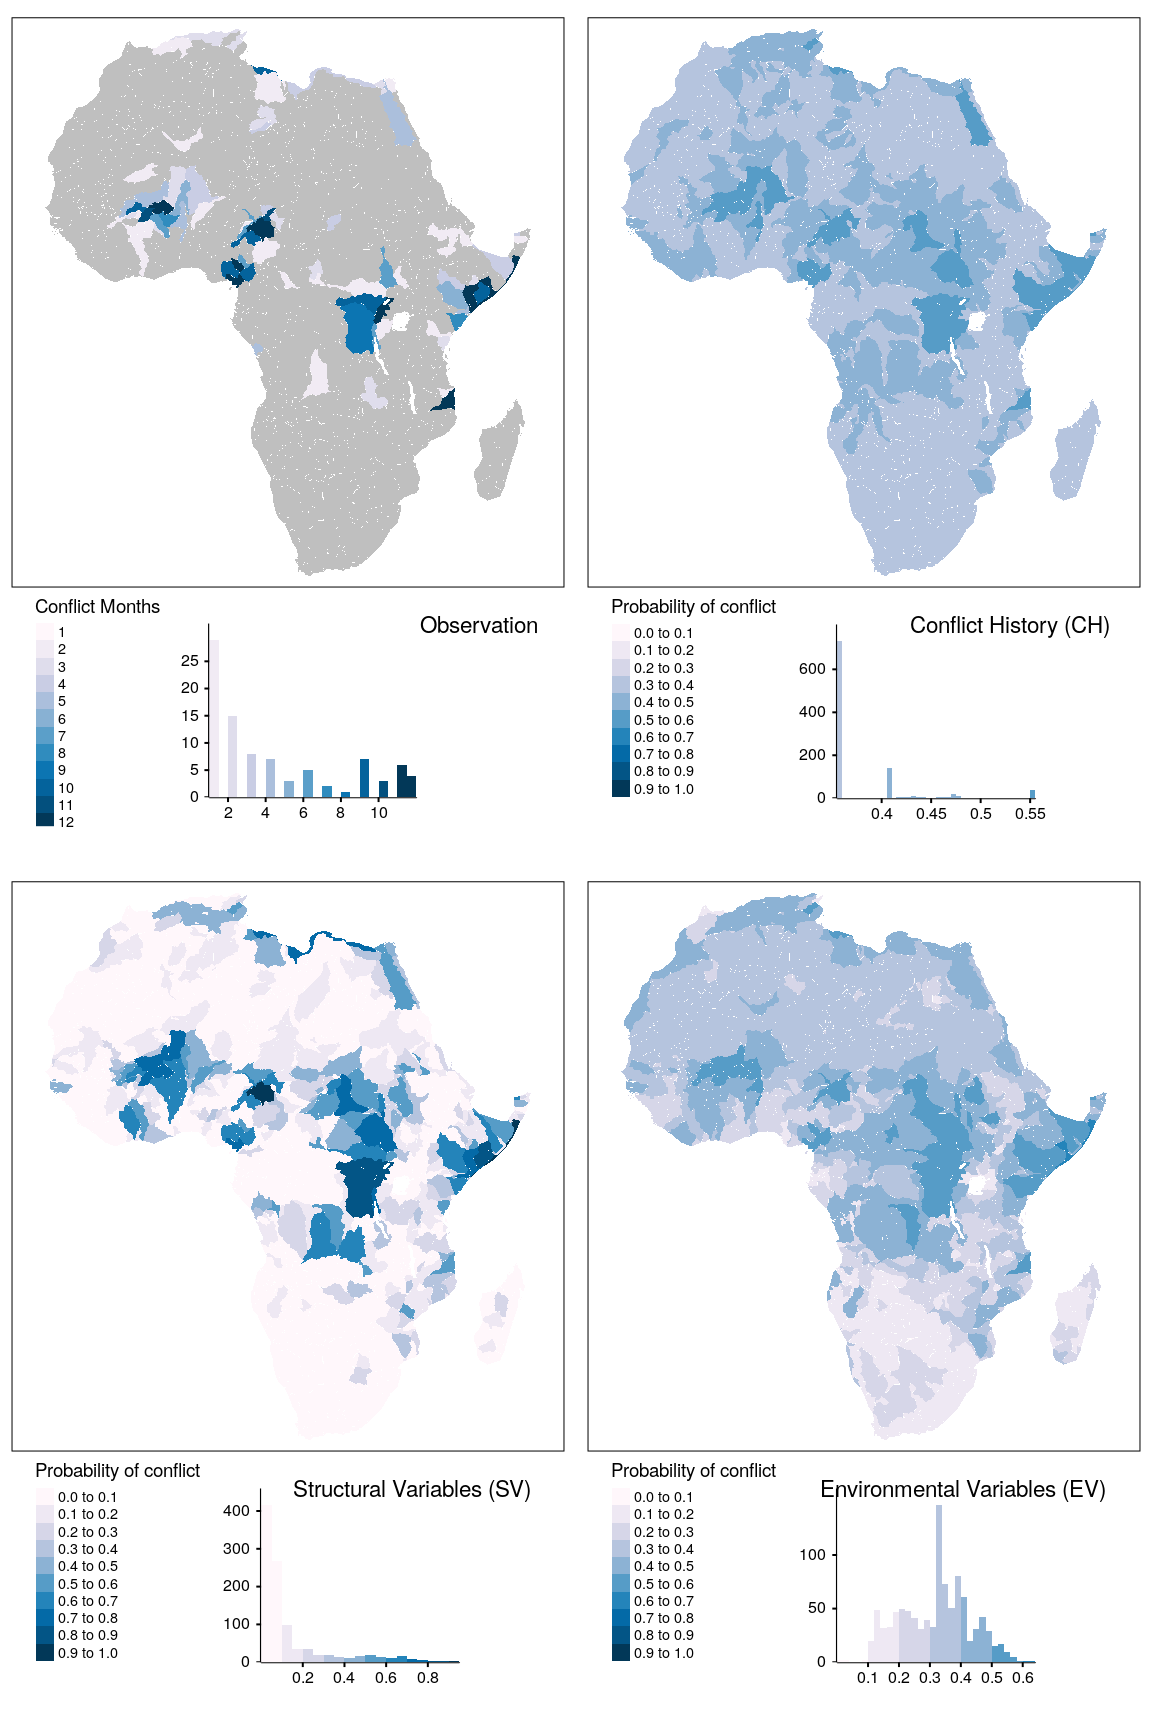 Conflict Months
1
2
3
4
5
6
7
8
9
10
11
12
Observation
25
20
15
10
5
0
2 4 6 8 10
Probability of conflict
0.0 to 0.1
0.1 to 0.2
0.2 to 0.3
0.3 to 0.4
0.4 to 0.5
0.5 to 0.6
0.6 to 0.7
0.7 to 0.8
0.8 to 0.9
0.9 to 1.0
Conflict History (CH)
600
400
200
0
0.4 0.45 0.5 0.55
Probability of conflict
0.0 to 0.1
0.1 to 0.2
0.2 to 0.3
0.3 to 0.4
0.4 to 0.5
0.5 to 0.6
0.6 to 0.7
0.7 to 0.8
0.8 to 0.9
0.9 to 1.0
Structural Variables (SV)
400
300
200
100
0
0.2 0.4 0.6 0.8
Probability of conflict
0.0 to 0.1
0.1 to 0.2
0.2 to 0.3
0.3 to 0.4
0.4 to 0.5
0.5 to 0.6
0.6 to 0.7
0.7 to 0.8
0.8 to 0.9
0.9 to 1.0
Environmental Variables (EV)
100
50
0
0.1 0.2 0.3 0.4 0.5 0.6